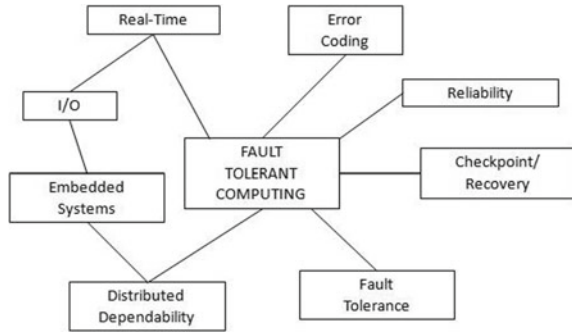 Real-Time
Error
Coding
I/O
Reliability
FAULT
TOLERANT
COMPUTING
Checkpoint/
Recovery
Embedded
Systems
Distributed
Dependability
Fault
Tolerance